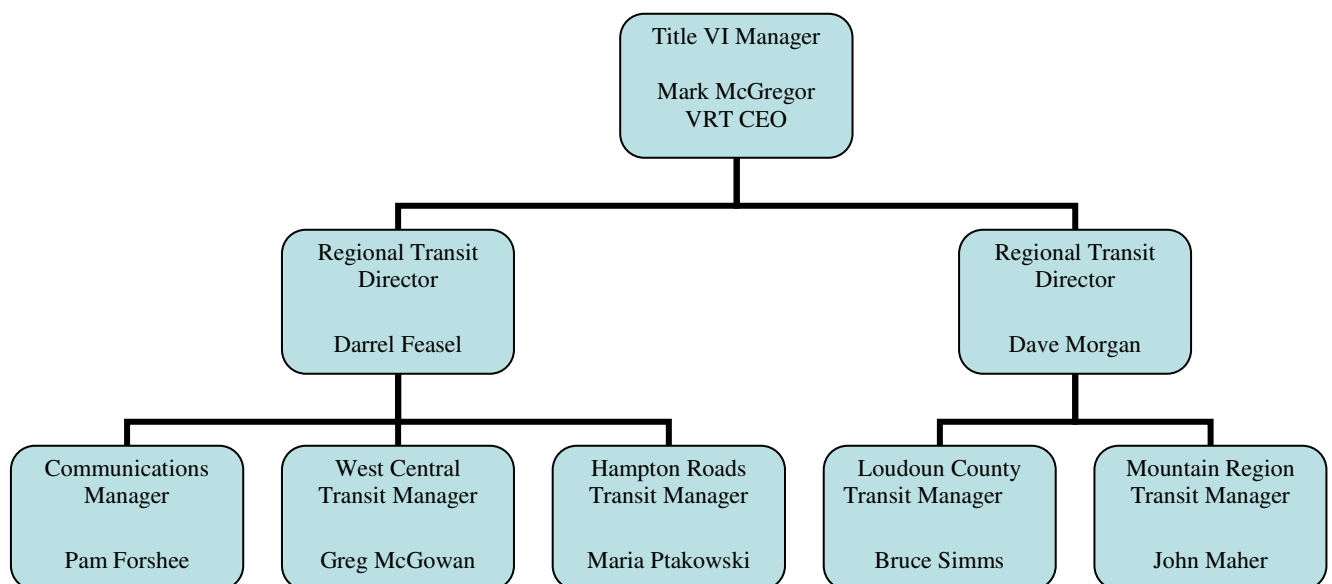 Title VI Manager
Mark McGregor
VRT CEO
Regional Transit
Director
Darrel Feasel
Regional Transit
Director
Dave Morgan
Communications
Manager
Pam Forshee
West Central
Transit Manager
Greg McGowan
Hampton Roads
Transit Manager
Maria Ptakowski
Loudoun County
Transit Manager
Bruce Simms
Mountain Region
Transit Manager
John Maher